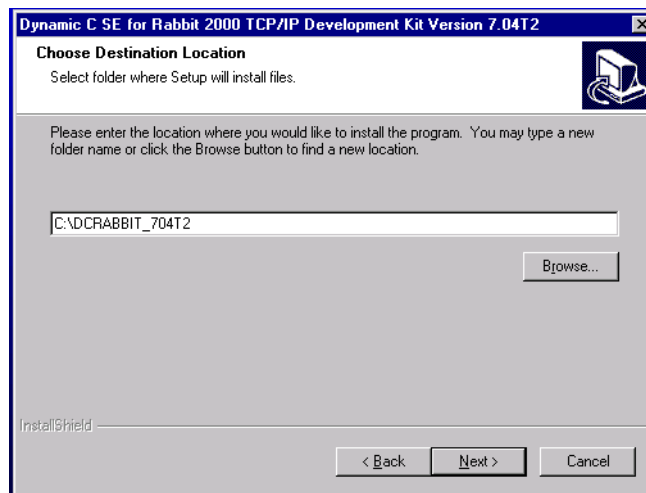 Dynamic C SE for Rabbit 2000 TCP/IP Development Kit Version 7.04T2
Choose Destination Location
Select folder where Setup will install files.
Please enter the location where you would like to install the program. You may type a new
folder name or click the Browse button to find a new location.
C:\DCRABBIT_704T2
Browse...
InstallShield
< Back Next > Cancel